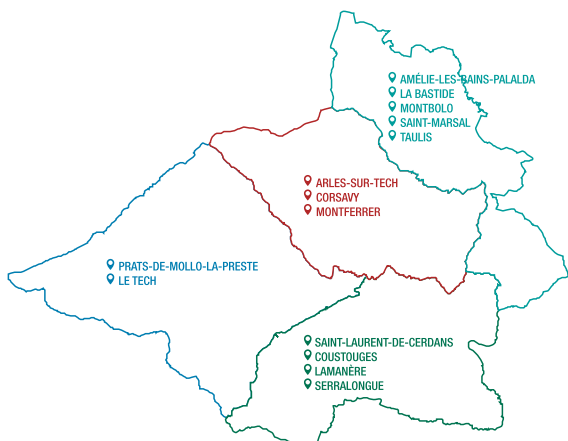 AMÉLIE-LES-BAINS-PALALDA
LA BASTIDE
MONTBOLO
SAINT-MARSAL
TAULIS
ARLES-SUR-TECH
CORSAVY
MONTFERRER
PRATS-DE-MOLLO-LA-PRESTE
LE TECH
SAINT-LAURENT-DE-CERDANS
COUSTOUGES
LAMANÈRE
SERRALONGUE